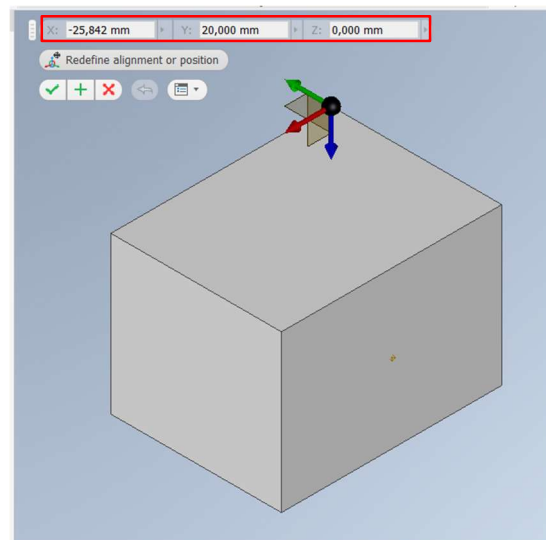 X: -25,842 mm Y: 20,000 mm Z: 0,000 mm
Redefine alignment or position